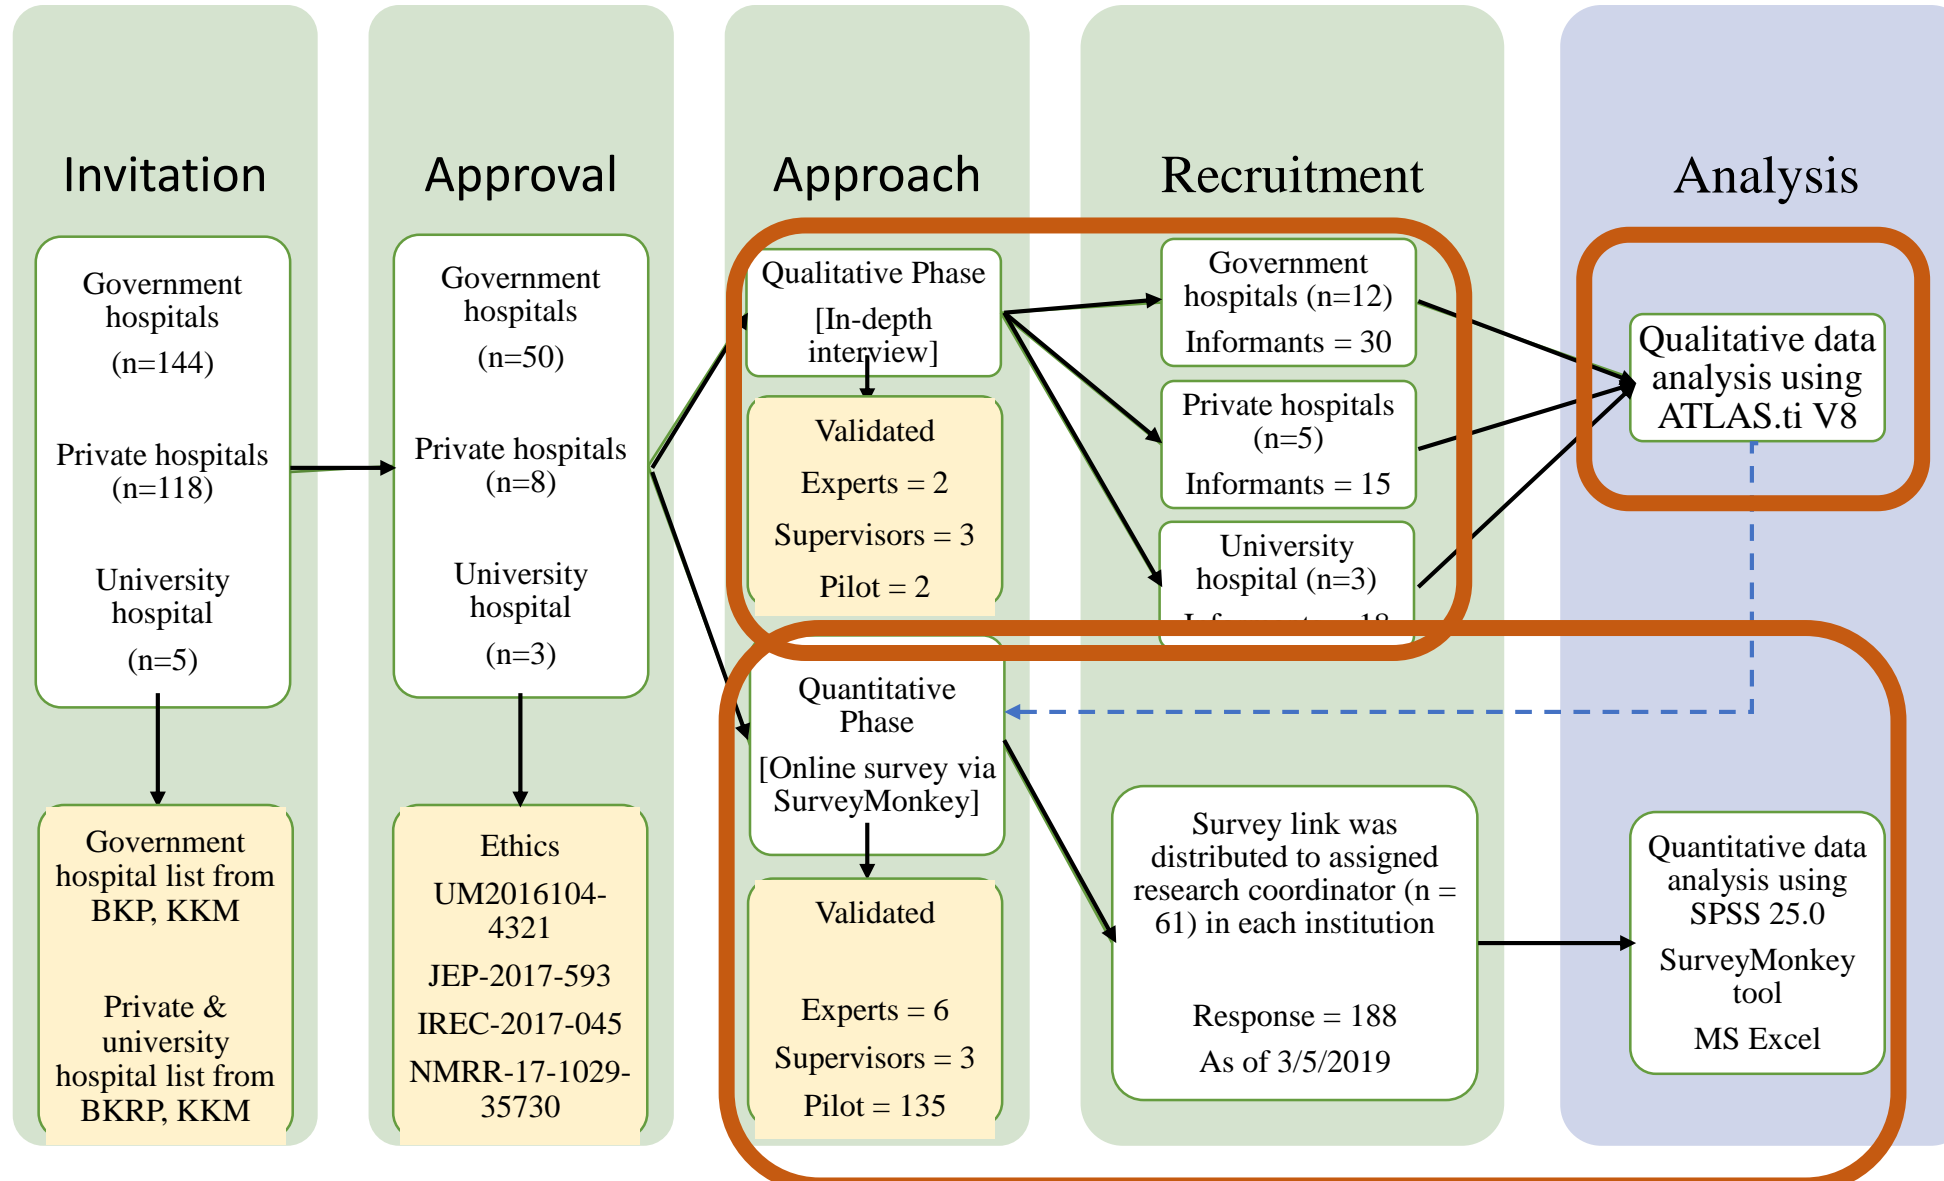 Invitation
Government
hospitals
(n=144)
Private hospitals
(n=118)
University
hospital
(n=5)
Government
hospital list from
BKP, KKM
Private &
university
hospital list from
BKRP, KKM
Approval
Government
hospitals
(n=50)
Private hospitals
(n=8)
University
hospital
(n=3)
Ethics
UM2016104-
4321
JEP-2017-593
IREC-2017-045
NMRR-17-1029-
35730
Approach
Qualitative Phase
[In-depth
interview]
Validated
Experts = 2
Supervisors = 3
Pilot = 2
Quantitative
Phase
[Online survey via
SurveyMonkey]
Validated
Experts = 6
Supervisors = 3
Pilot = 135
Recruitment
Government
hospitals (n=12)
Informants = 30
Private hospitals
(n=5)
Informants = 15
University
hospital (n=3)
Informants = 18
Survey link was
distributed to assigned
research coordinator (n =
61) in each institution
Response = 188
As of 3/5/2019
Analysis
Qualitative data
analysis using
ATLAS.ti V8
Quantitative data
analysis using
SPSS 25.0
SurveyMonkey
tool
MS Excel